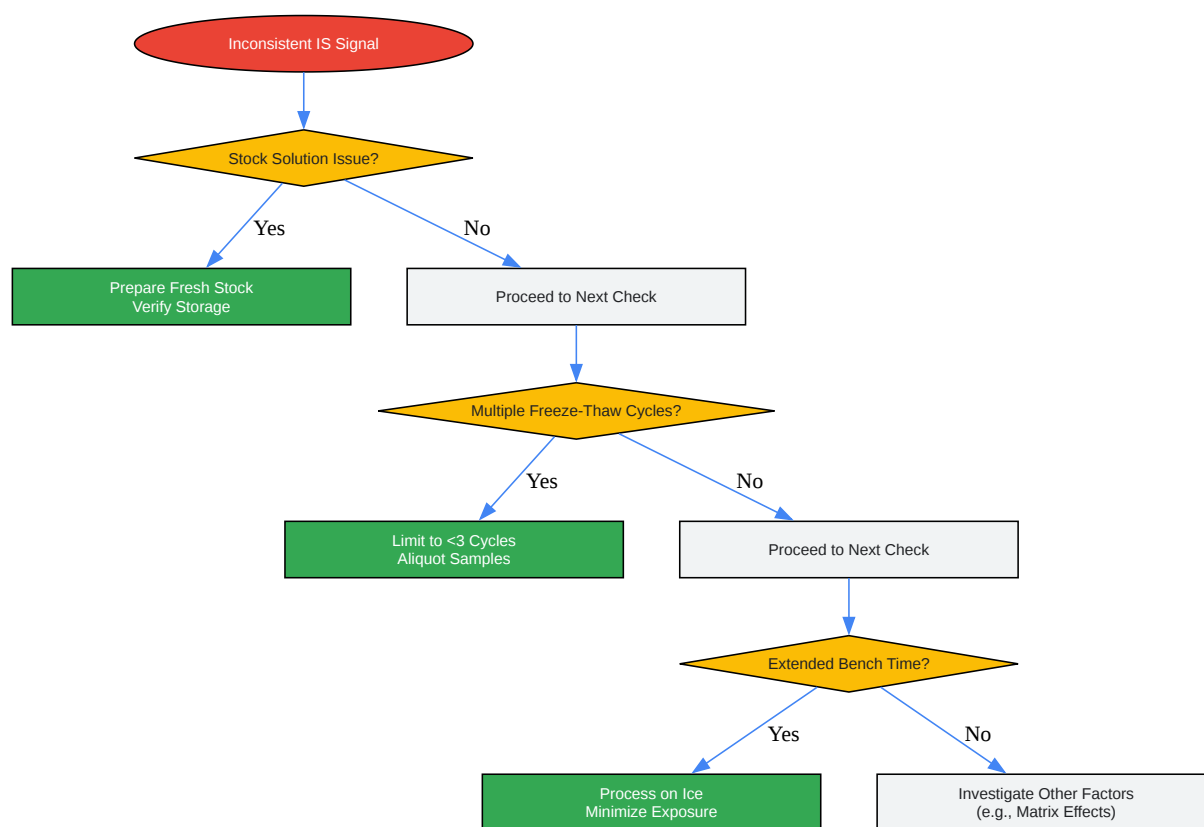 Inconsistent IS Signal
Stock Solution Issue?
Yes
No
Prepare Fresh Stock
Verify Storage
Proceed to Next Check
Multiple Freeze-Thaw Cycles?
Yes
No
Limit to <3 Cycles
Aliquot Samples
Proceed to Next Check
Extended Bench Time?
Yes
No
Process on Ice
Minimize Exposure
Investigate Other Factors
(e.g., Matrix Effects)